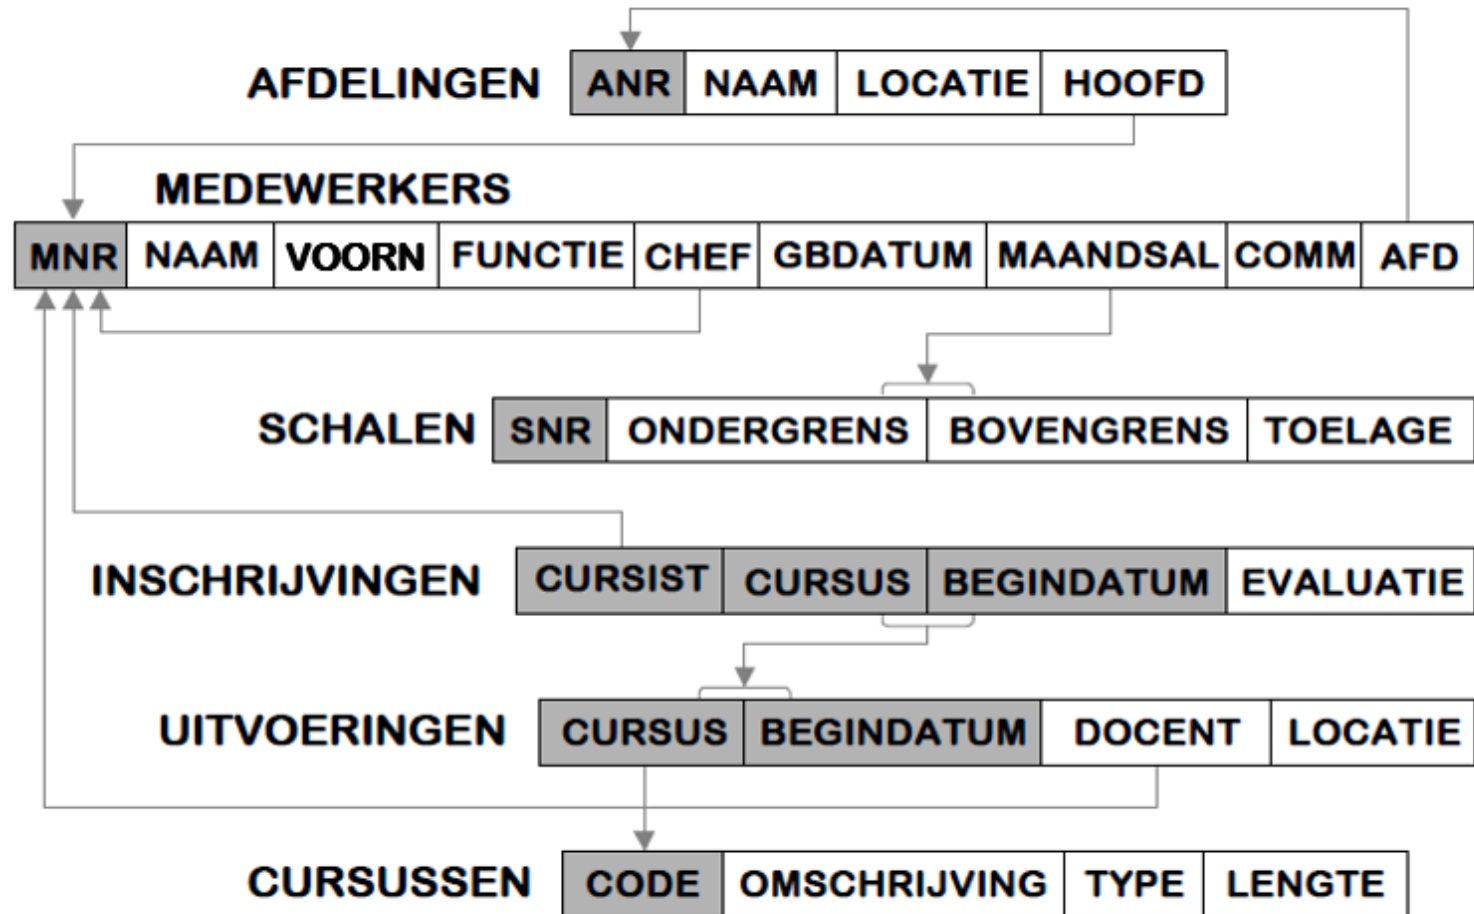 AFDELINGEN ANR NAAM LOCATIE HOOFD
MEDEWERKERS
MNR NAAM VOORN FUNCTIE CHEF GBDATUM MAANDSAL COMM AFD
SCHALEN SNR ONDERGRENS BOVENGRENS TOELAGE
INSCHRIJVINGEN CURSIST CURSUS BEGINDATUM EVALUATIE
UITVOERINGEN CURSUS BEGINDATUM DOCENT LOCATIE
CURSUSSEN CODE OMSCHRIJVING TYPE LENGTE